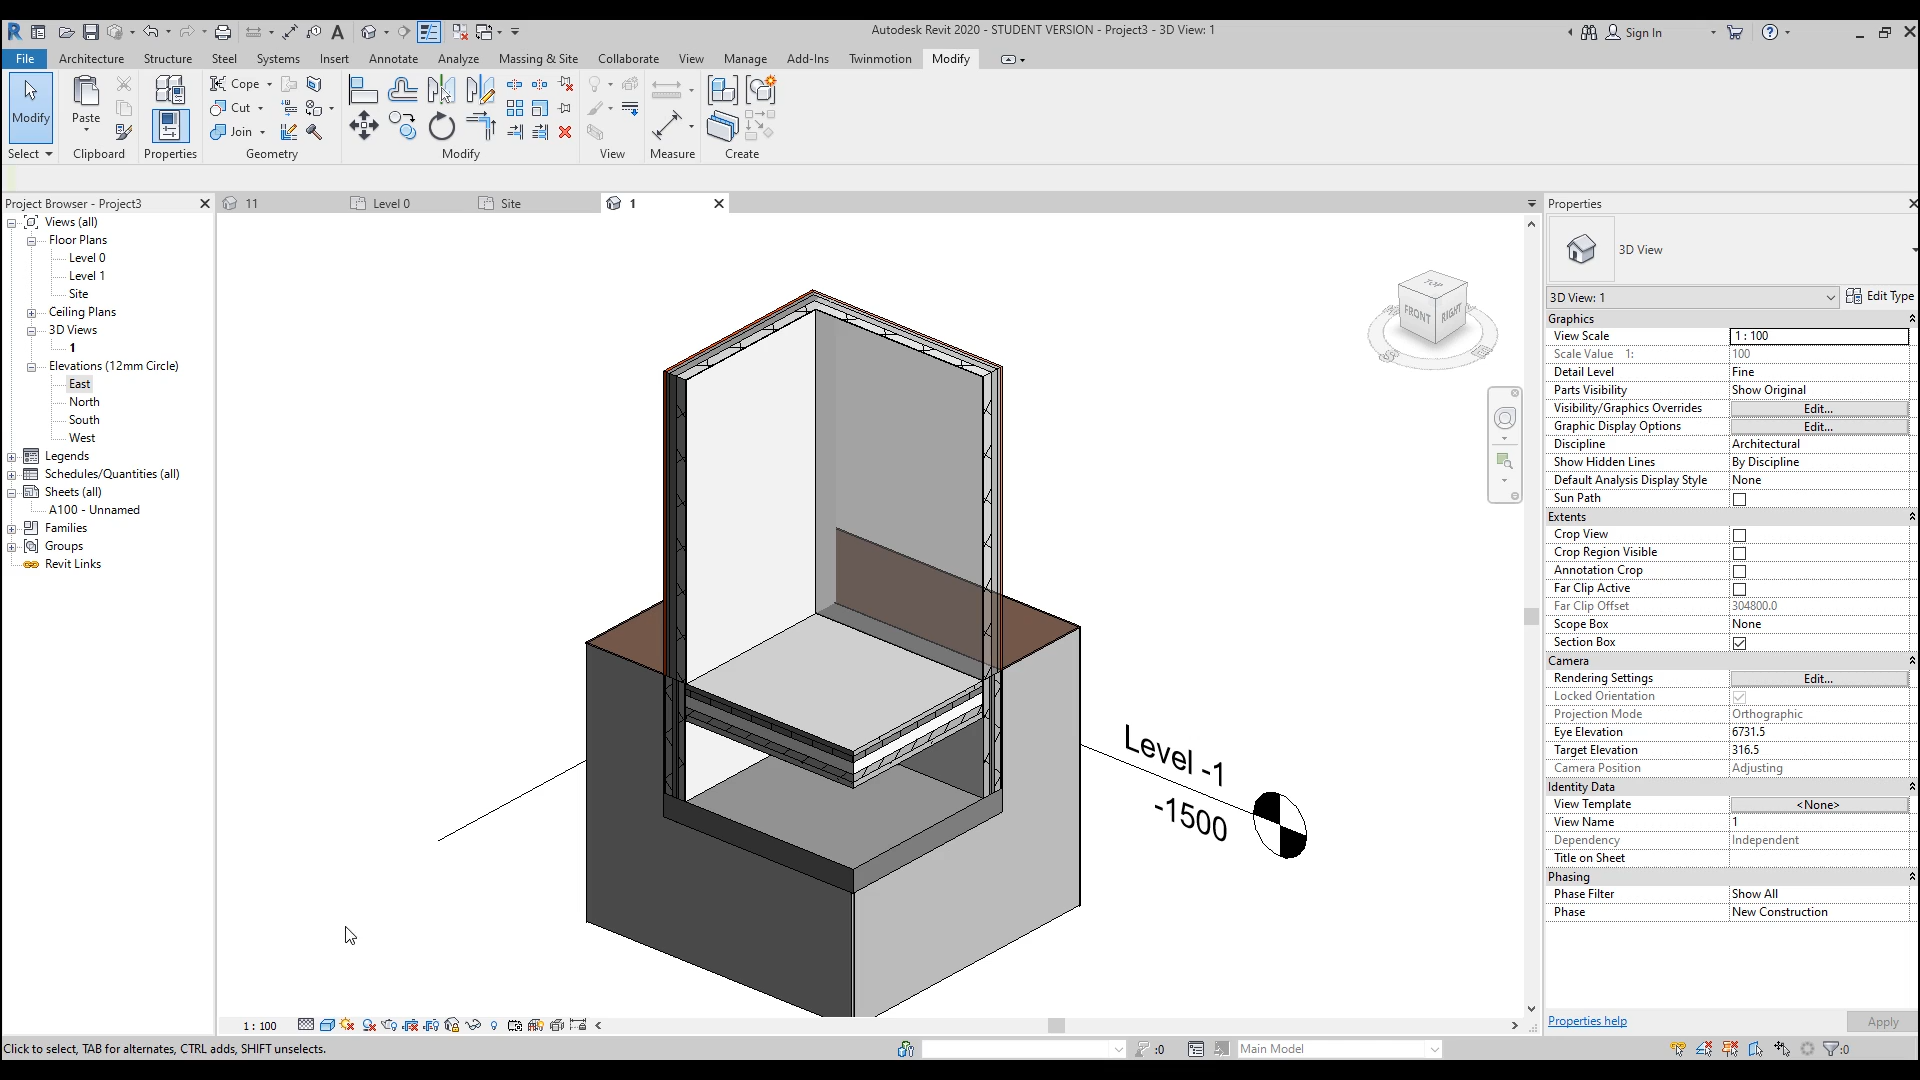 Autodesk Revit 2020 - STUDENT VERSION - Project3 - 3D View: 1
Sign In
File Architecture Structure Steel Systems Insert Annotate Analyze Massing & Site Collaborate View Manage Add-Ins Twinmotion Modify
Modify
Paste
Cope
Cut
Join
Select Clipboard Properties Geometry Modify View Measure Create
Project Browser - Project3
Views (all)
Floor Plans
Level 0
Level 1
Site
Ceiling Plans
3D Views
1
Elevations (12mm Circle)
East
North
South
West
Legends
Schedules/Quantities (all)
Sheets (all)
A100 - Unnamed
Families
Groups
Revit Links
11 Level 0 Site 1
TOP
FRONT
RIGHT
Level -1
-1500
Properties
3D View
3D View: 1 Edit Type
Graphics
View Scale 1 : 100
Scale Value 1: 100
Detail Level Fine
Parts Visibility Show Original
Visibility/Graphics Overrides Edit...
Graphic Display Options Edit...
Discipline Architectural
Show Hidden Lines By Discipline
Default Analysis Display Style None
Sun Path
Extents
Crop View
Crop Region Visible
Annotation Crop
Far Clip Active
Far Clip Offset 304800.0
Scope Box None
Section Box
Camera
Rendering Settings Edit...
Locked Orientation
Projection Mode Orthographic
Eye Elevation 6731.5
Target Elevation 316.5
Camera Position Adjusting
Identity Data
View Template <None>
View Name 1
Dependency Independent
Title on Sheet
Phasing
Phase Filter Show All
Phase New Construction
Properties help Apply
1 : 100
Click to select, TAB for alternates, CTRL adds, SHIFT unselects.
:0
Main Model
:0